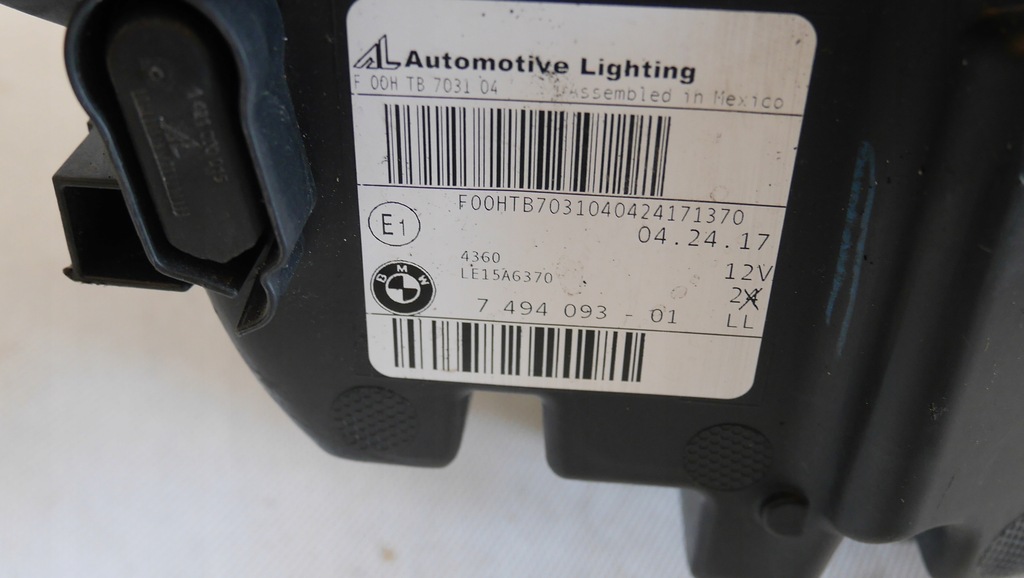 AL Automotive Lighting
F 00H TB 7031 04 Assembled in Mexico
F00HTB7031040424171370
E1
04.24.17
4360
12V
LE15A6370
BMW
7 494 093 - 01
LL